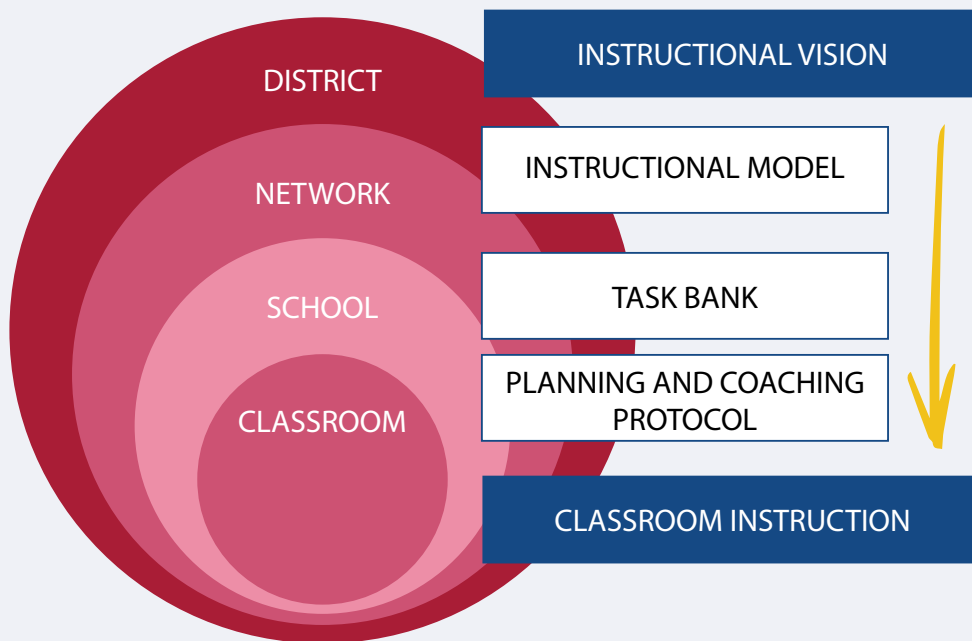 DISTRICT
NETWORK
SCHOOL
CLASSROOM
INSTRUCTIONAL VISION
INSTRUCTIONAL MODEL
TASK BANK
PLANNING AND COACHING
PROTOCOL
CLASSROOM INSTRUCTION